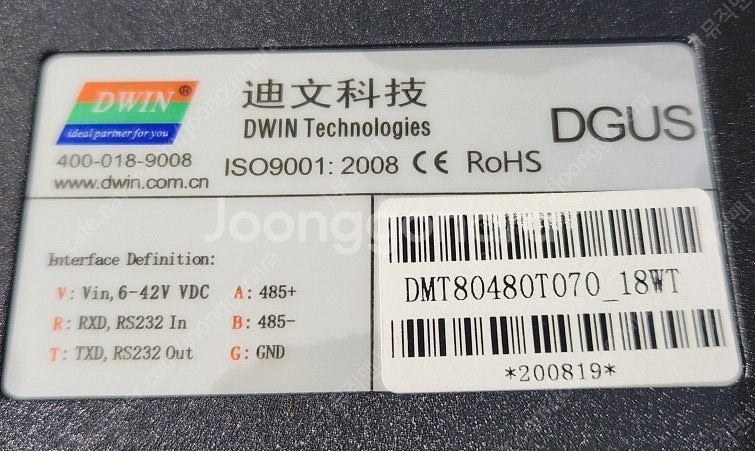 DWIN®
ideal partner for you
400-018-9008
www.dwin.com.cn
迪文科技
DWIN Technologies
ISO9001: 2008 CE RoHS
DGUS
Interface Definition:
V: Vin, 6-42V VDC A: 485+
R: RXD, RS232 In B: 485-
T: TXD, RS232 Out G: GND
DMT80480T070_18WT
*200819*